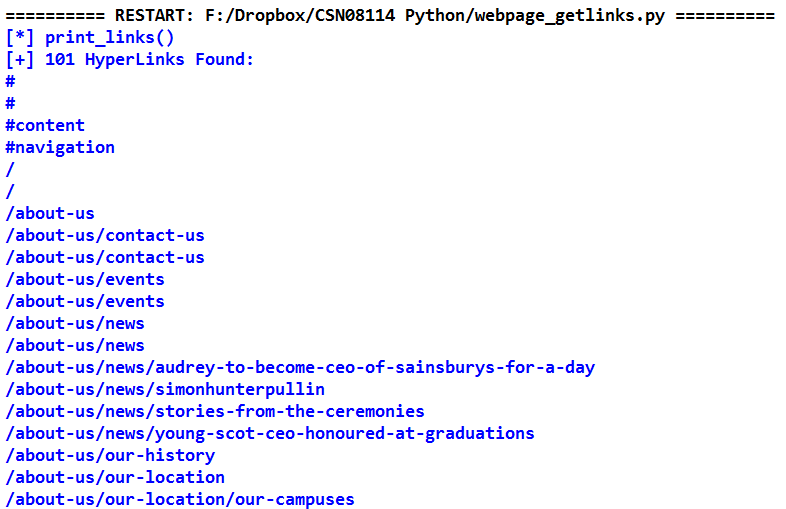 ========== RESTART: F:/Dropbox/CSN08114 Python/webpage_getlinks.py ==========
[*] print_links()
[+] 101 HyperLinks Found:
#
#
#content
#navigation
/
/
/about-us
/about-us/contact-us
/about-us/contact-us
/about-us/events
/about-us/events
/about-us/news
/about-us/news
/about-us/news/audrey-to-become-ceo-of-sainsburys-for-a-day
/about-us/news/simonhunterpullin
/about-us/news/stories-from-the-ceremonies
/about-us/news/young-scot-ceo-honoured-at-graduations
/about-us/our-history
/about-us/our-location
/about-us/our-location/our-campuses